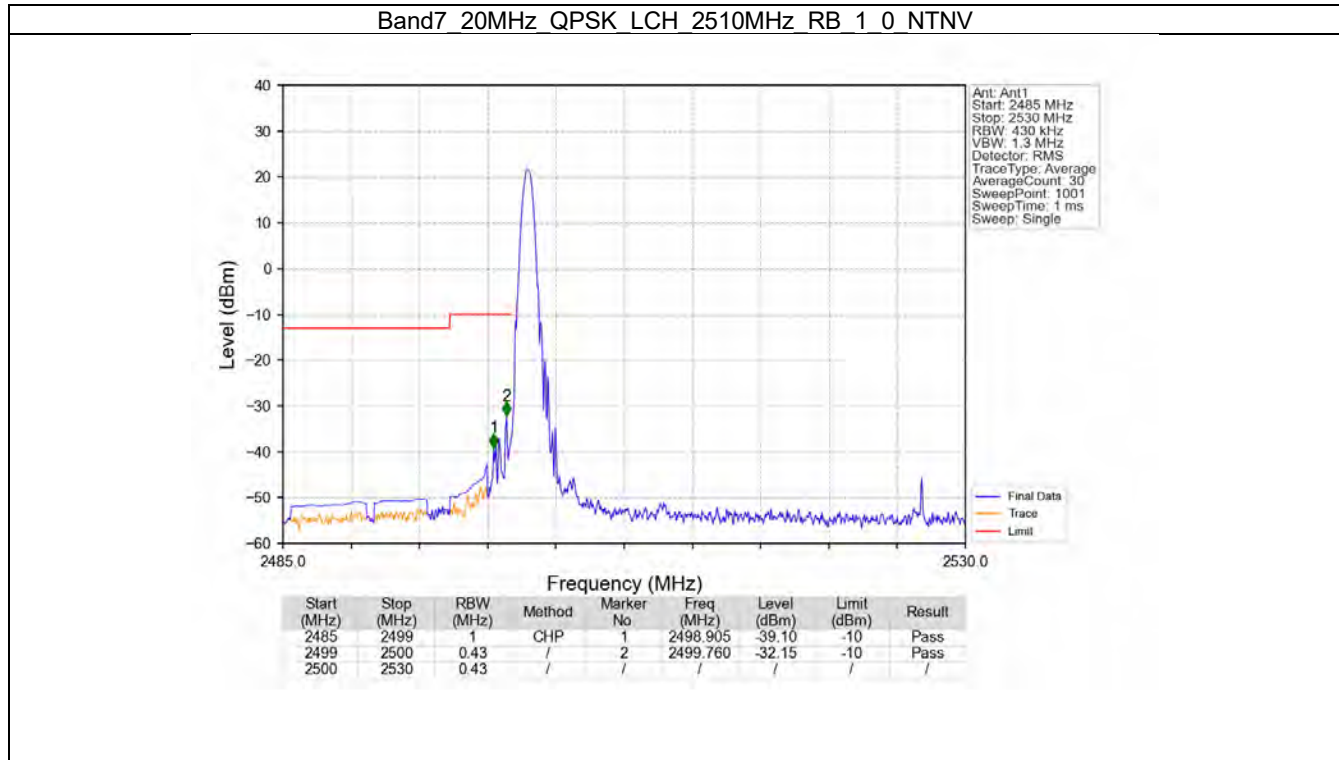 Band7_20MHz_QPSK_LCH_2510MHz_RB_1_0_NTNV
40
30
20
10
0
−10
−20
−30
−40
−50
−60
Level (dBm)
1
2
2485.0
2530.0
Frequency (MHz)
Ant: Ant1
Start: 2485 MHz
Stop: 2530 MHz
RBW: 430 kHz
VBW: 1.3 MHz
Detector: RMS
TraceType: Average
AverageCount: 30
SweepPoint: 1001
SweepTime: 1 ms
Sweep: Single
Final Data
Trace
Limit
Start (MHz) Stop (MHz) RBW (MHz) Method Marker No Freq (MHz) Level (dBm) Limit (dBm) Result
2485 2499 1 CHP 1 2498.905 -39.10 -10 Pass
2499 2500 0.43 / 2 2499.760 -32.15 -10 Pass
2500 2530 0.43 / / / / / /